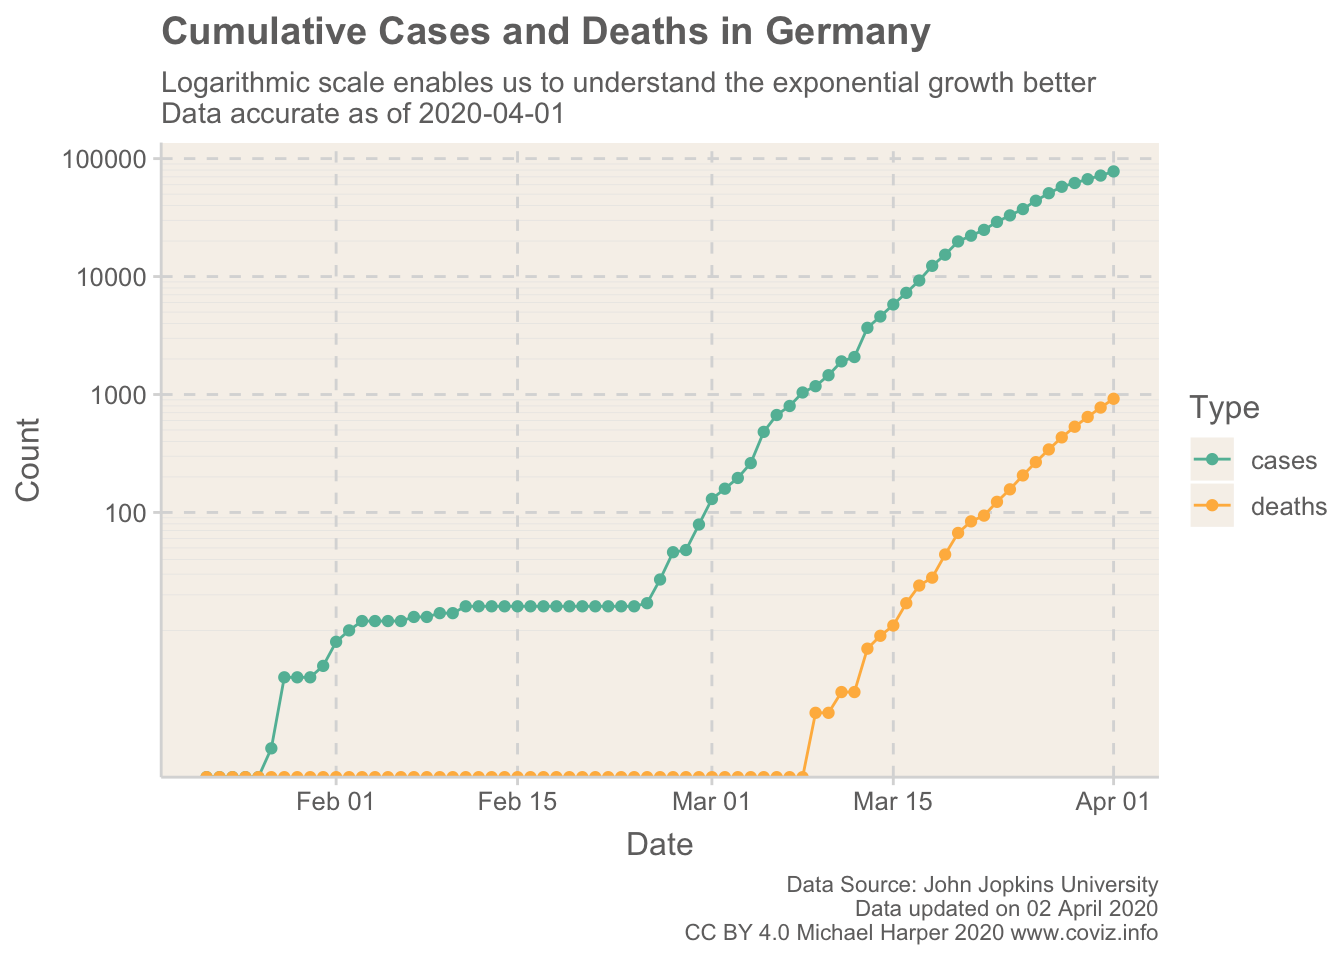 Cumulative Cases and Deaths in Germany
Logarithmic scale enables us to understand the exponential growth better
Data accurate as of 2020-04-01
100000
10000
1000
100
Count
Feb 01
Feb 15
Mar 01
Mar 15
Apr 01
Date
Type
cases
deaths
Data Source: John Jopkins University
Data updated on 02 April 2020
CC BY 4.0 Michael Harper 2020 www.coviz.info